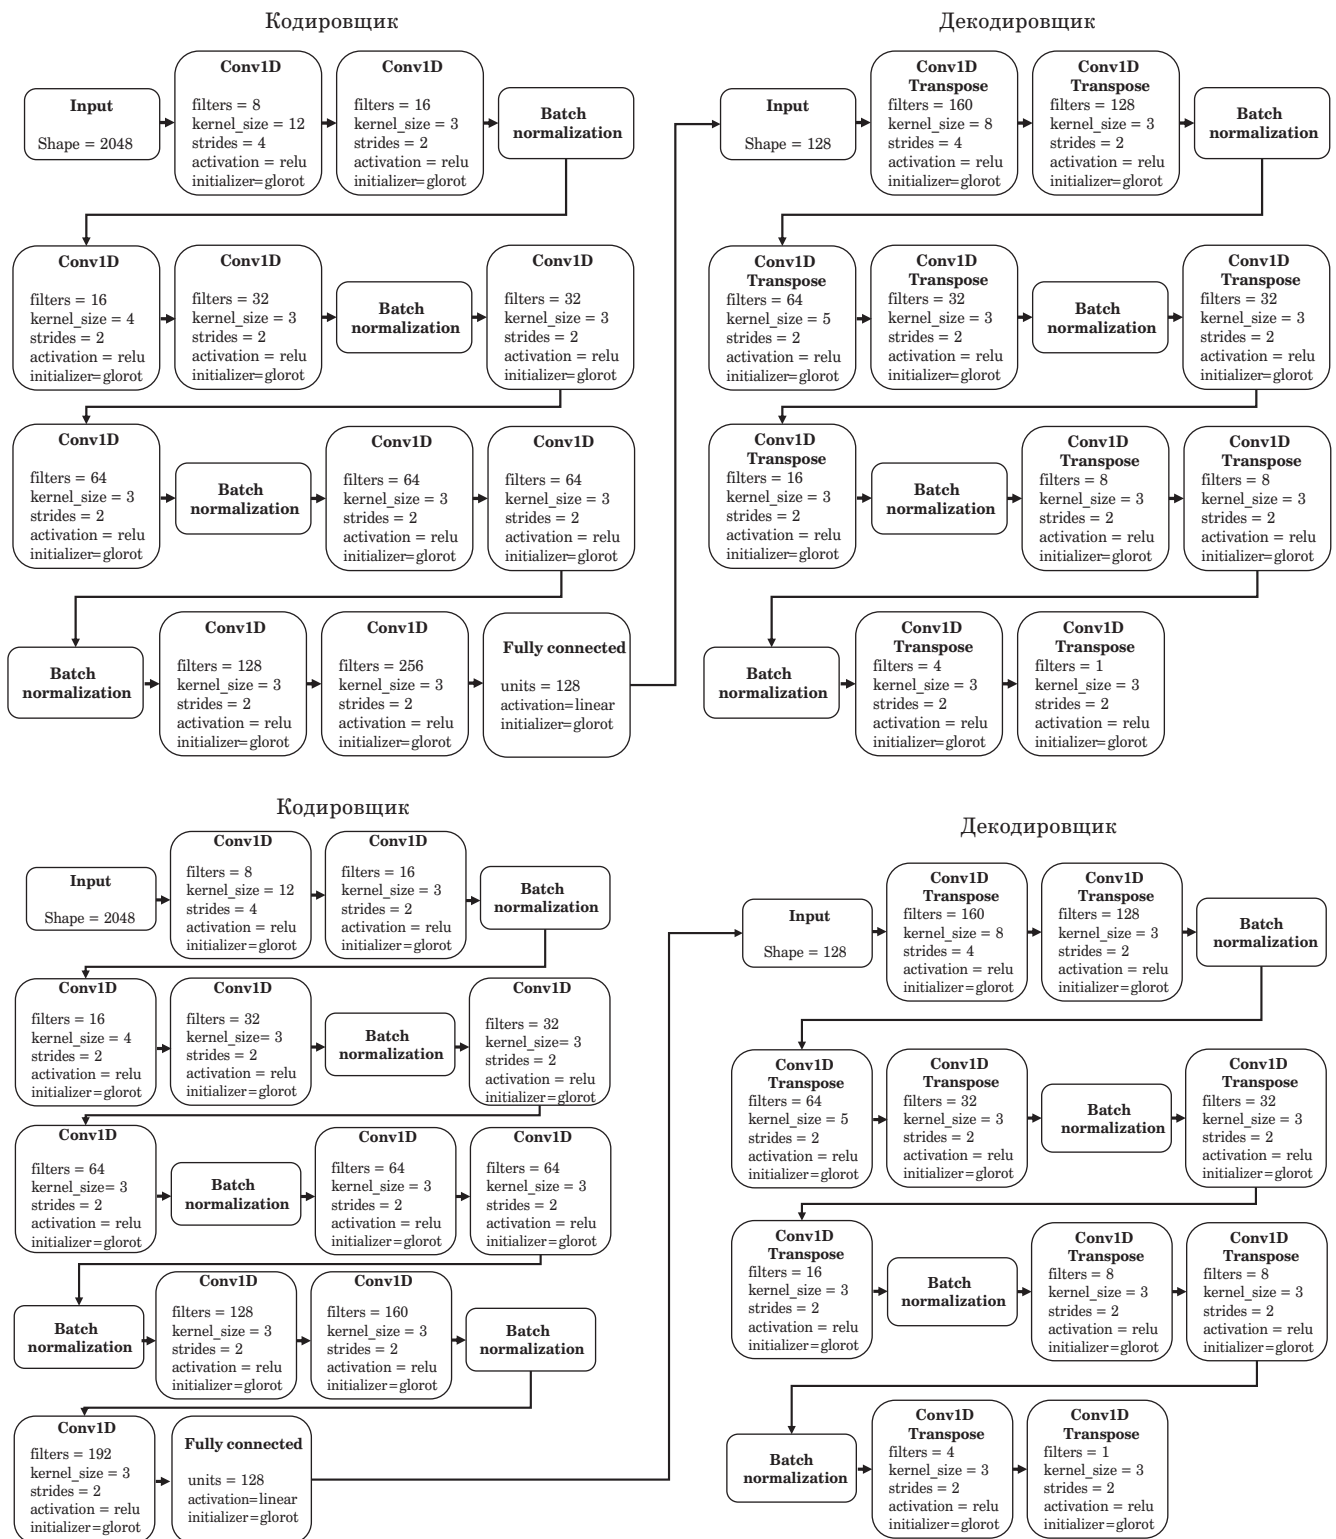 Кодировщик
Input
Shape = 2048
Conv1D
filters = 8
kernel_size = 12
strides = 4
activation = relu
initializer=glorot
Conv1D
filters = 16
kernel_size = 3
strides = 2
activation = relu
initializer=glorot
Batch
normalization
Conv1D
filters = 16
kernel_size = 4
strides = 2
activation = relu
initializer=glorot
Conv1D
filters = 32
kernel_size = 3
strides = 2
activation = relu
initializer=glorot
Batch
normalization
Conv1D
filters = 32
kernel_size = 3
strides = 2
activation = relu
initializer=glorot
Conv1D
filters = 64
kernel_size = 3
strides = 2
activation = relu
initializer=glorot
Batch
normalization
Conv1D
filters = 64
kernel_size = 3
strides = 2
activation = relu
initializer=glorot
Conv1D
filters = 64
kernel_size = 3
strides = 2
activation = relu
initializer=glorot
Batch
normalization
Conv1D
filters = 128
kernel_size = 3
strides = 2
activation = relu
initializer=glorot
Conv1D
filters = 256
kernel_size = 3
strides = 2
activation = relu
initializer=glorot
Fully connected
units = 128
activation=linear
initializer=glorot
Декодировщик
Input
Shape = 128
Conv1D
Transpose
filters = 160
kernel_size = 8
strides = 4
activation = relu
initializer=glorot
Conv1D
Transpose
filters = 128
kernel_size = 3
strides = 2
activation = relu
initializer=glorot
Batch
normalization
Conv1D
Transpose
filters = 64
kernel_size = 5
strides = 2
activation = relu
initializer=glorot
Conv1D
Transpose
filters = 32
kernel_size = 3
strides = 2
activation = relu
initializer=glorot
Batch
normalization
Conv1D
Transpose
filters = 32
kernel_size = 3
strides = 2
activation = relu
initializer=glorot
Conv1D
Transpose
filters = 16
kernel_size = 3
strides = 2
activation = relu
initializer=glorot
Batch
normalization
Conv1D
Transpose
filters = 8
kernel_size = 3
strides = 2
activation = relu
initializer=glorot
Conv1D
Transpose
filters = 8
kernel_size = 3
strides = 2
activation = relu
initializer=glorot
Batch
normalization
Conv1D
Transpose
filters = 4
kernel_size = 3
strides = 2
activation = relu
initializer=glorot
Conv1D
Transpose
filters = 1
kernel_size = 3
strides = 2
activation = relu
initializer=glorot
Кодировщик
Input
Shape = 2048
Conv1D
filters = 8
kernel_size = 12
strides = 4
activation = relu
initializer=glorot
Conv1D
filters = 16
kernel_size = 3
strides = 2
activation = relu
initializer=glorot
Batch
normalization
Conv1D
filters = 16
kernel_size = 4
strides = 2
activation = relu
initializer=glorot
Conv1D
filters = 32
kernel_size= 3
strides = 2
activation = relu
initializer=glorot
Batch
normalization
Conv1D
filters = 32
kernel_size= 3
strides = 2
activation = relu
initializer=glorot
Conv1D
filters = 64
kernel_size= 3
strides = 2
activation = relu
initializer=glorot
Batch
normalization
Conv1D
filters = 64
kernel_size = 3
strides = 2
activation = relu
initializer=glorot
Conv1D
filters = 64
kernel_size = 3
strides = 2
activation = relu
initializer=glorot
Batch
normalization
Conv1D
filters = 128
kernel_size = 3
strides = 2
activation = relu
initializer=glorot
Conv1D
filters = 160
kernel_size = 3
strides = 2
activation = relu
initializer=glorot
Batch
normalization
Conv1D
filters = 192
kernel_size = 3
strides = 2
activation = relu
initializer=glorot
Fully connected
units = 128
activation=linear
initializer=glorot
Декодировщик
Input
Shape = 128
Conv1D
Transpose
filters = 160
kernel_size = 8
strides = 4
activation = relu
initializer=glorot
Conv1D
Transpose
filters = 128
kernel_size = 3
strides = 2
activation = relu
initializer=glorot
Batch
normalization
Conv1D
Transpose
filters = 64
kernel_size = 5
strides = 2
activation = relu
initializer=glorot
Conv1D
Transpose
filters = 32
kernel_size = 3
strides = 2
activation = relu
initializer=glorot
Batch
normalization
Conv1D
Transpose
filters = 32
kernel_size = 3
strides = 2
activation = relu
initializer=glorot
Conv1D
Transpose
filters = 16
kernel_size = 3
strides = 2
activation = relu
initializer=glorot
Batch
normalization
Conv1D
Transpose
filters = 8
kernel_size = 3
strides = 2
activation = relu
initializer=glorot
Conv1D
Transpose
filters = 8
kernel_size = 3
strides = 2
activation = relu
initializer=glorot
Batch
normalization
Conv1D
Transpose
filters = 4
kernel_size = 3
strides = 2
activation = relu
initializer=glorot
Conv1D
Transpose
filters = 1
kernel_size = 3
strides = 2
activation = relu
initializer=glorot